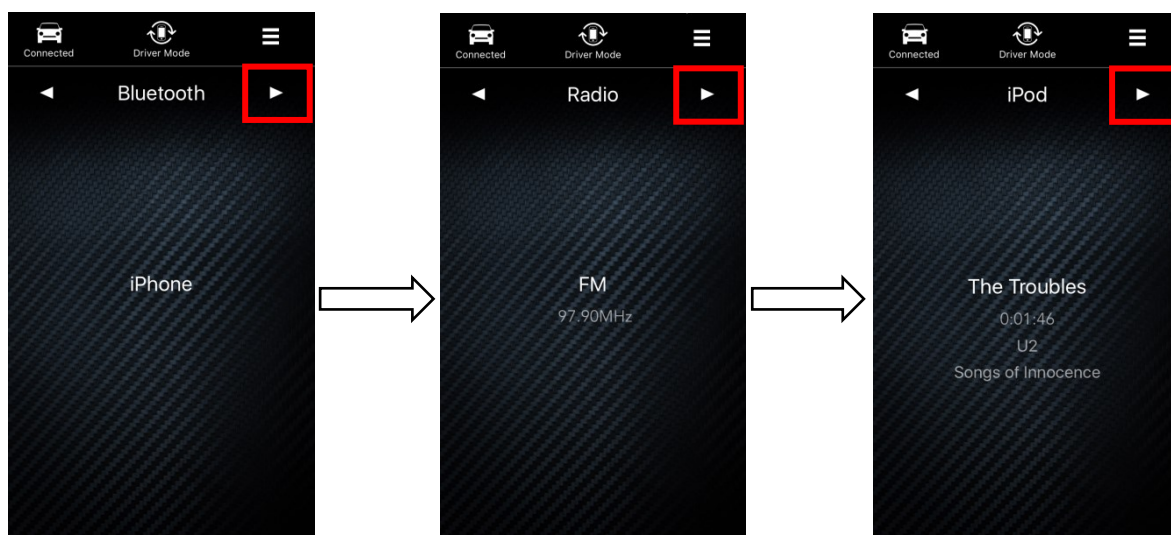 Connected
Driver Mode
Bluetooth
iPhone
Connected
Driver Mode
Radio
FM
97.90MHz
Connected
Driver Mode
iPod
The Troubles
0:01:46
U2
Songs of Innocence